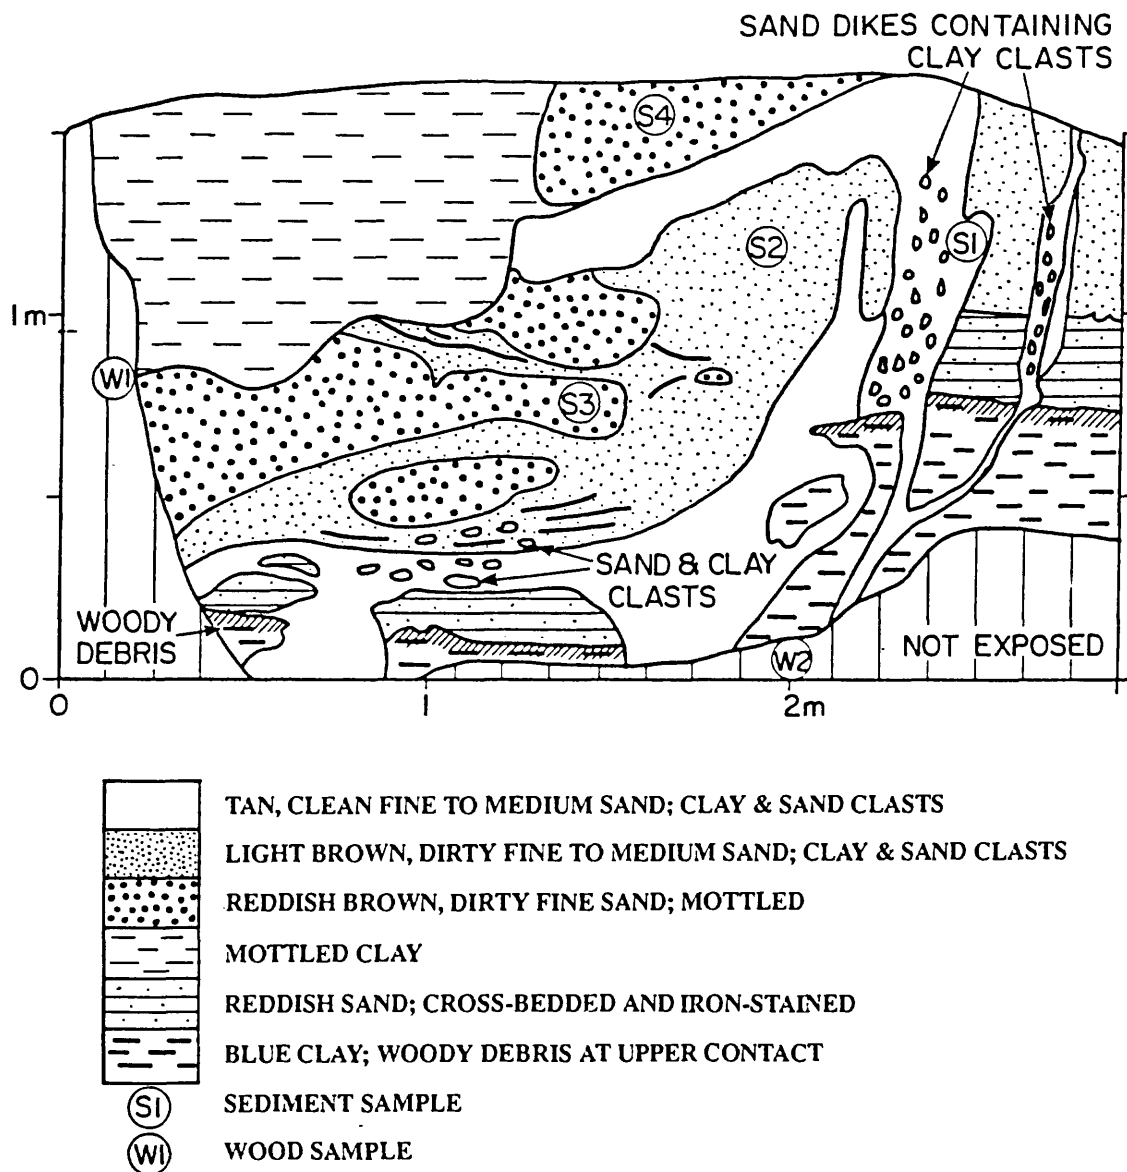 SAND DIKES CONTAINING
CLAY CLASTS
S4
S2
S1
1m
W1
S3
SAND & CLAY
CLASTS
WOODY
DEBRIS
NOT EXPOSED
W2
0
0
1
2m
TAN, CLEAN FINE TO MEDIUM SAND; CLAY & SAND CLASTS
LIGHT BROWN, DIRTY FINE TO MEDIUM SAND; CLAY & SAND CLASTS
REDDISH BROWN, DIRTY FINE SAND; MOTTLED
MOTTLED CLAY
REDDISH SAND; CROSS-BEDDED AND IRON-STAINED
BLUE CLAY; WOODY DEBRIS AT UPPER CONTACT
S1 SEDIMENT SAMPLE
W1 WOOD SAMPLE